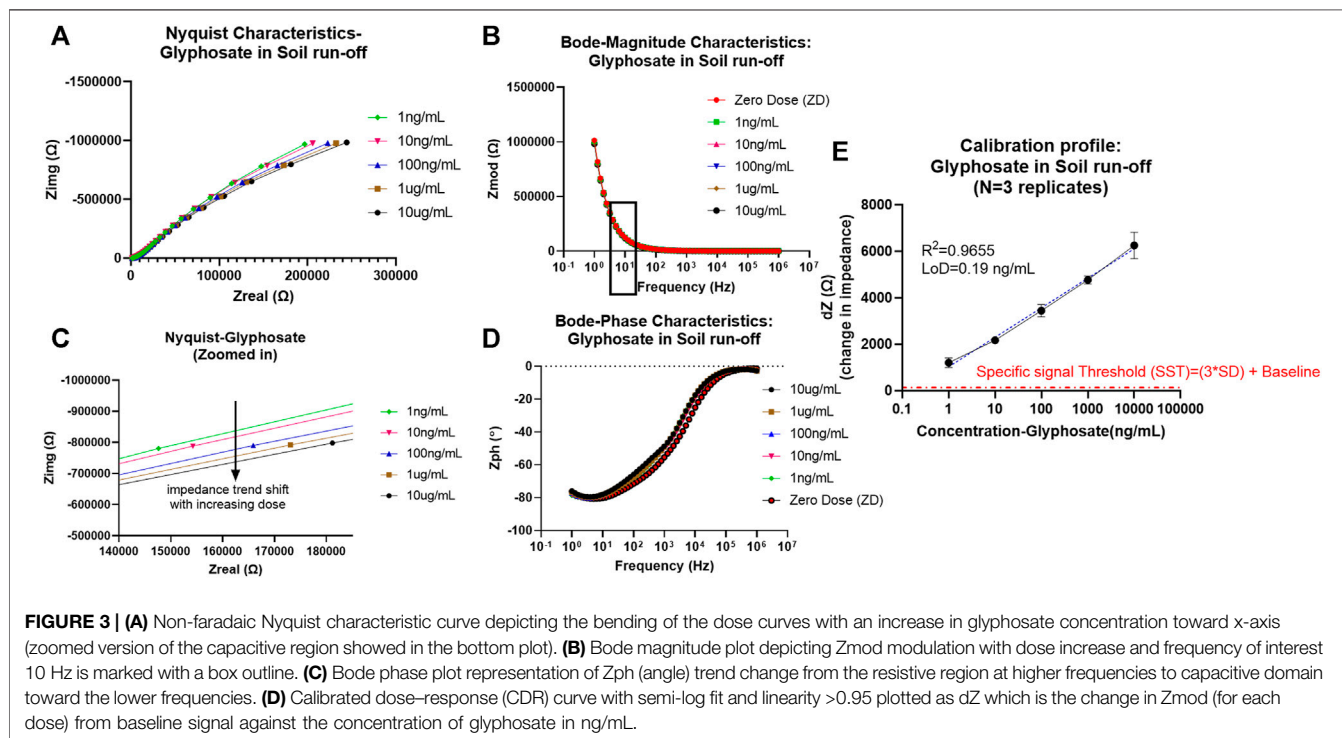 A
Nyquist Characteristics-
Glyphosate in Soil run-off
-1500000
-1000000
-500000
0
Zimg (Ω)
0
100000
200000
300000
Zreal (Ω)
1ng/mL
10ng/mL
100ng/mL
1ug/mL
10ug/mL
B
Bode-Magnitude Characteristics:
Glyphosate in Soil run-off
1500000
1000000
500000
0
Zmod (Ω)
10-1
10⁰
10¹
10²
10³
10⁴
10⁵
10⁶
10⁷
Frequency (Hz)
Zero Dose (ZD)
1ng/mL
10ng/mL
100ng/mL
1ug/mL
10ug/mL
C
Nyquist-Glyphosate
(Zoomed in)
-1000000
-900000
-800000
-700000
-600000
-500000
Zimg (Ω)
140000
150000
160000
170000
180000
Zreal (Ω)
impedance trend shift
with increasing dose
1ng/mL
10ng/mL
100ng/mL
1ug/mL
10ug/mL
D
Bode-Phase Characteristics:
Glyphosate in Soil run-off
0
-20
-40
-60
-80
-100
Zph (°)
10-1
10⁰
10¹
10²
10³
10⁴
10⁵
10⁶
10⁷
Frequency (Hz)
10ug/mL
1ug/mL
100ng/mL
10ng/mL
1ng/mL
Zero Dose (ZD)
E
Calibration profile:
Glyphosate in Soil run-off
(N=3 replicates)
8000
6000
4000
2000
0
dZ (Ω)
(change in impedance)
R²=0.9655
LoD=0.19 ng/mL
Specific signal Threshold (SST)=(3*SD) + Baseline
0.1
1
10
100
1000
10000
100000
Concentration-Glyphosate(ng/mL)
FIGURE 3 | (A) Non-faradaic Nyquist characteristic curve depicting the bending of the dose curves with an increase in glyphosate concentration toward x-axis
(zoomed version of the capacitive region showed in the bottom plot). (B) Bode magnitude plot depicting Zmod modulation with dose increase and frequency of interest
10 Hz is marked with a box outline. (C) Bode phase plot representation of Zph (angle) trend change from the resistive region at higher frequencies to capacitive domain
toward the lower frequencies. (D) Calibrated dose–response (CDR) curve with semi-log fit and linearity >0.95 plotted as dZ which is the change in Zmod (for each
dose) from baseline signal against the concentration of glyphosate in ng/mL.